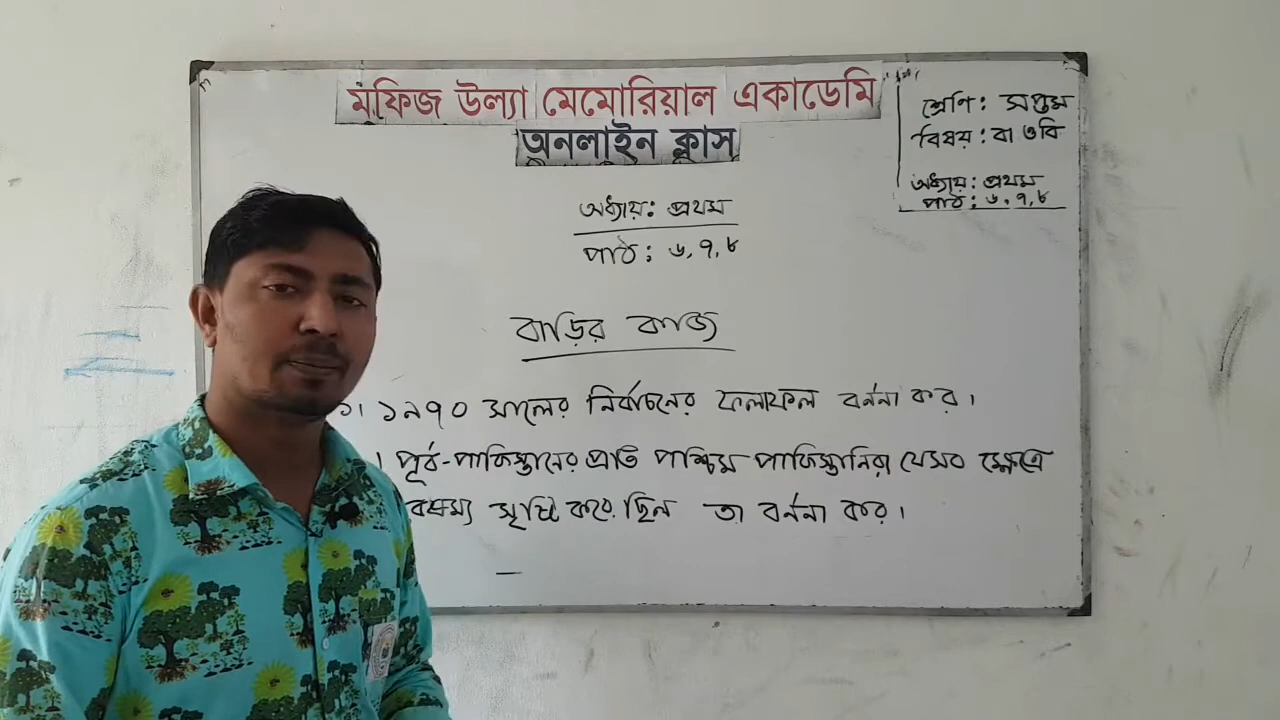 মফিজ উল্যা মেমোরিয়াল একাডেমি
অনলাইন ক্লাস
শ্রেণি: সপ্তম
বিষয়: বা ও বি
অধ্যায়: প্রথম
পাঠ: ৬,৭,৮
অধ্যায়: প্রথম
পাঠ: ৬,৭,৮
বাড়ির কাজ
১। ১৯৭০ সালের নির্বাচনের ফলাফল বর্ননা কর।
। পূর্ব-পাকিস্তানের প্রতি পশ্চিম পাকিস্তানিরা যেসব ক্ষেত্রে
সৃষ্টি করেছিল তা বর্ননা কর।